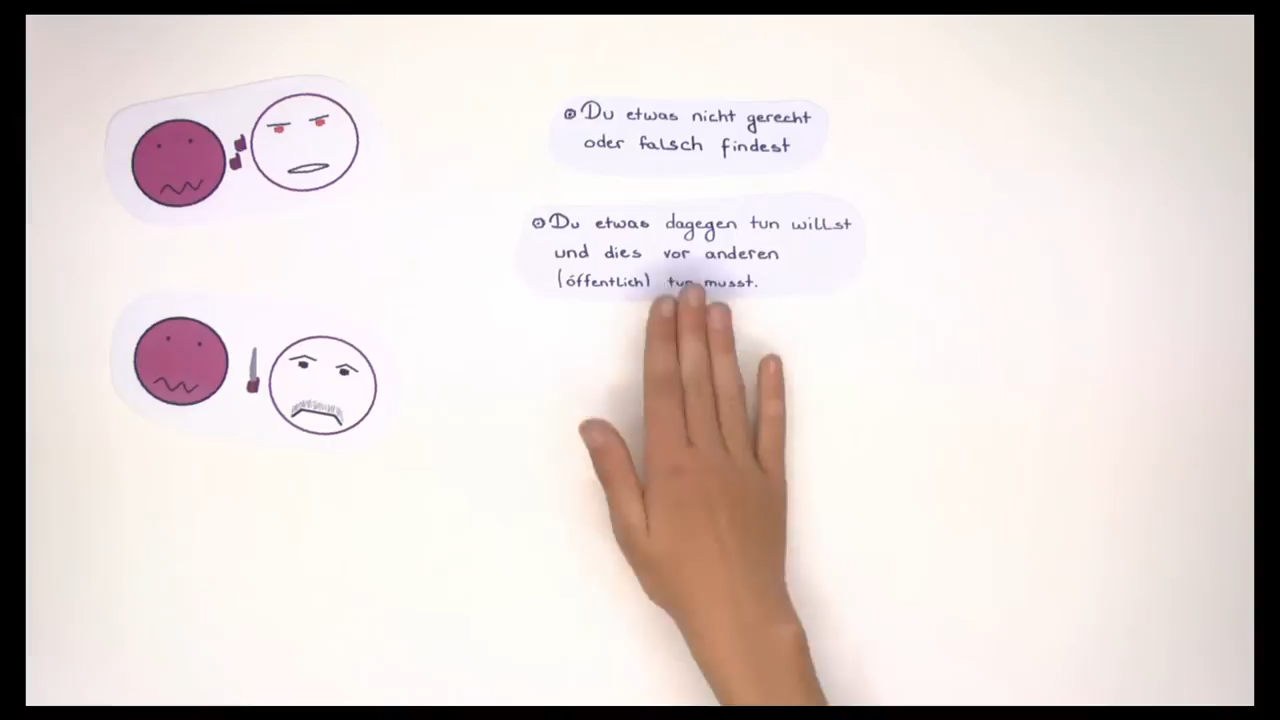 Du etwas nicht gerecht
oder falsch findest
Du etwas dagegen tun willst
und dies vor anderen
(öffentlich) tun musst.